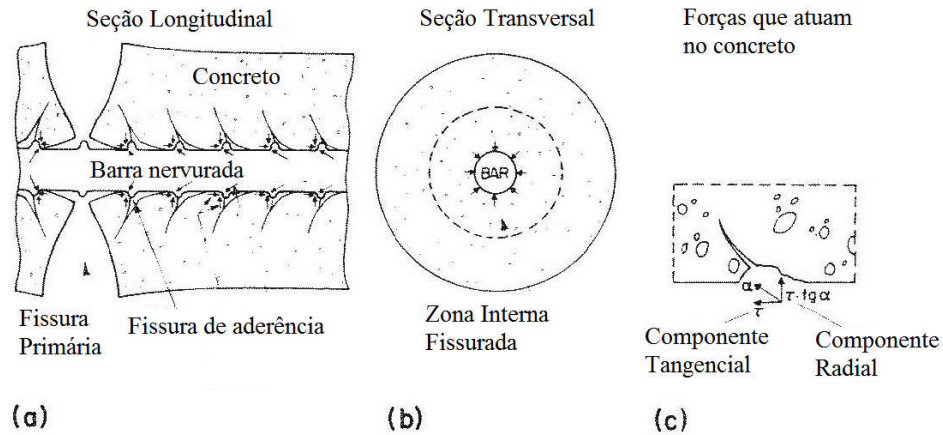 Seção Longitudinal
Concreto
Barra nervurada
Fissura
Primária
Fissura de aderência
(a)
Seção Transversal
BAR
Zona Interna
Fissurada
(b)
Forças que atuam
no concreto
α
τ·tgα
τ
Componente
Tangencial
Componente
Radial
(c)